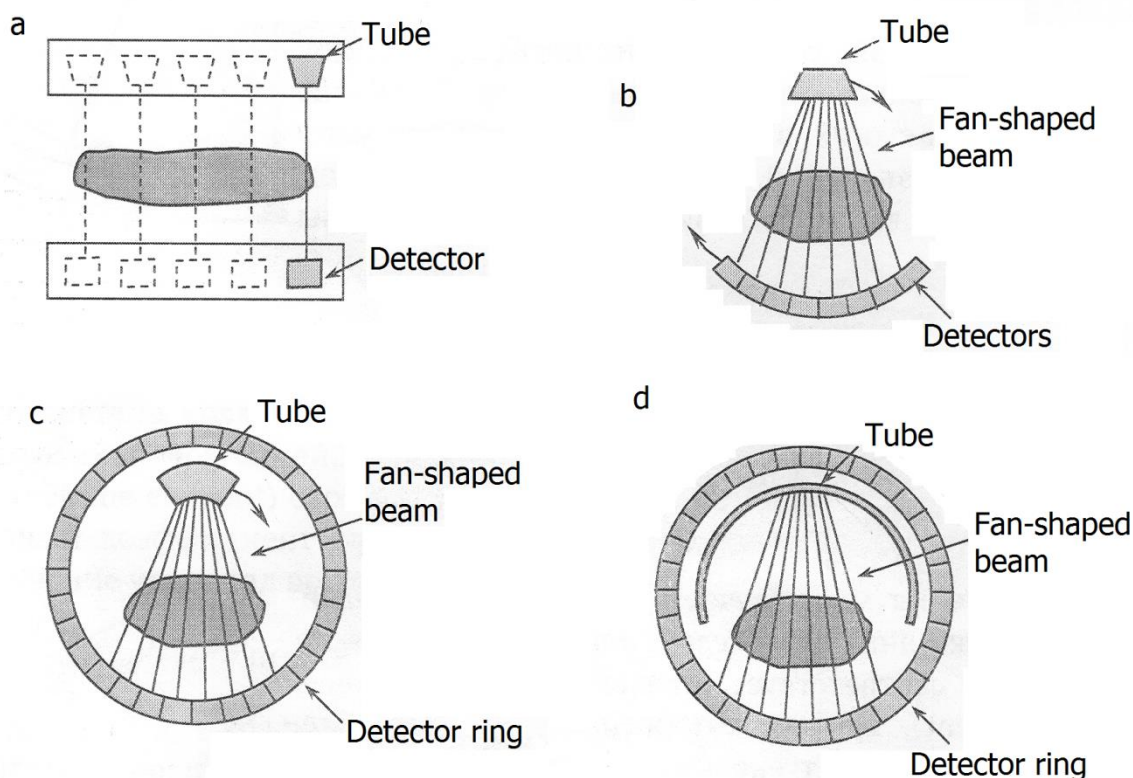 a
Tube
Detector
b
Tube
Fan-shaped
beam
Detectors
c
Tube
Fan-shaped
beam
Detector ring
d
Tube
Fan-shaped
beam
Detector ring